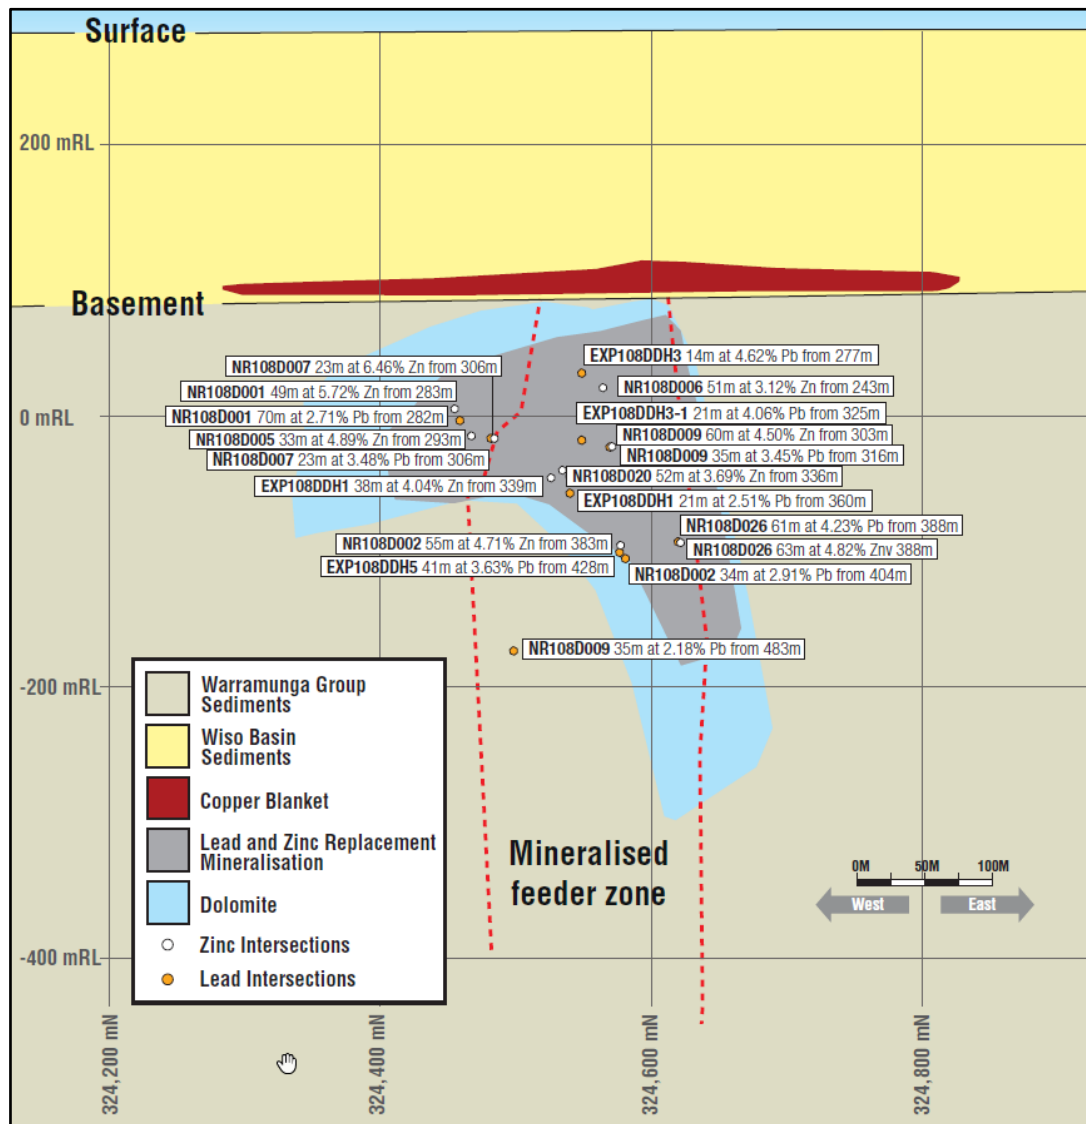 Surface
200 mRL
Basement
EXP108DDH3 14m at 4.62% Pb from 277m
NR108D007 23m at 6.46% Zn from 306m
NR108D006 51m at 3.12% Zn from 243m
NR108D001 49m at 5.72% Zn from 283m
0 mRL
NR108D001 70m at 2.71% Pb from 282m
EXP108DDH3-1 21m at 4.06% Pb from 325m
NR108D005 33m at 4.89% Zn from 293m
NR108D009 60m at 4.50% Zn from 303m
NR108D007 23m at 3.48% Pb from 306m
NR108D009 35m at 3.45% Pb from 316m
EXP108DDH1 38m at 4.04% Zn from 339m
NR108D020 52m at 3.69% Zn from 336m
EXP108DDH1 21m at 2.51% Pb from 360m
NR108D026 61m at 4.23% Pb from 388m
NR108D002 55m at 4.71% Zn from 383m
NR108D026 63m at 4.82% Znv 388m
EXP108DDH5 41m at 3.63% Pb from 428m
NR108D002 34m at 2.91% Pb from 404m
NR108D009 35m at 2.18% Pb from 483m
-200 mRL
Warramunga Group
Sediments
Wiso Basin
Sediments
Copper Blanket
Lead and Zinc Replacement
Mineralisation
Dolomite
Zinc Intersections
Lead Intersections
Mineralised
feeder zone
0M 50M 100M
West East
-400 mRL
324,200 mN
324,400 mN
324,600 mN
324,800 mN